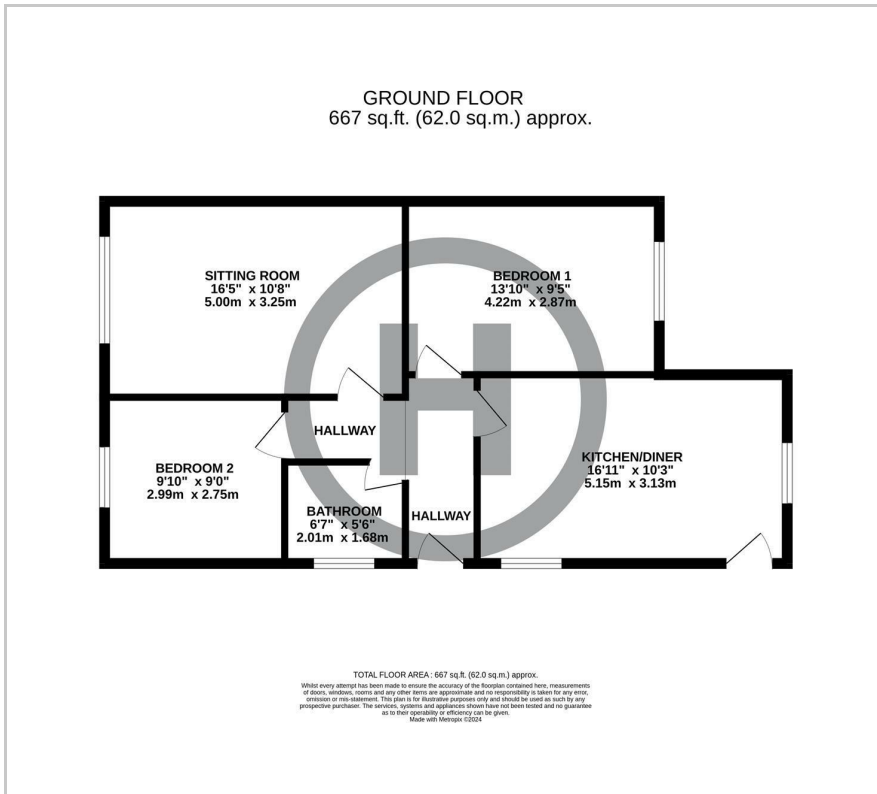 GROUND FLOOR
667 sq.ft. (62.0 sq.m.) approx.
SITTING ROOM
16'5" x 10'8"
5.00m x 3.25m
BEDROOM 1
13'10" x 9'5"
4.22m x 2.87m
HALLWAY
BEDROOM 2
9'10" x 9'0"
2.99m x 2.75m
KITCHEN/DINER
16'11" x 10'3"
5.15m x 3.13m
BATHROOM
6'7" x 5'6"
2.01m x 1.68m
HALLWAY
H
TOTAL FLOOR AREA : 667 sq.ft. (62.0 sq.m.) approx.
Whilst every attempt has been made to ensure the accuracy of the floorplan contained here, measurements
of doors, windows, rooms and any other items are approximate and no responsibility is taken for any error,
omission or mis-statement. This plan is for illustrative purposes only and should be used as such by any
prospective purchaser. The services, systems and appliances shown have not been tested and no guarantee
as to their operability or efficiency can be given.
Made with Metropix ©2024